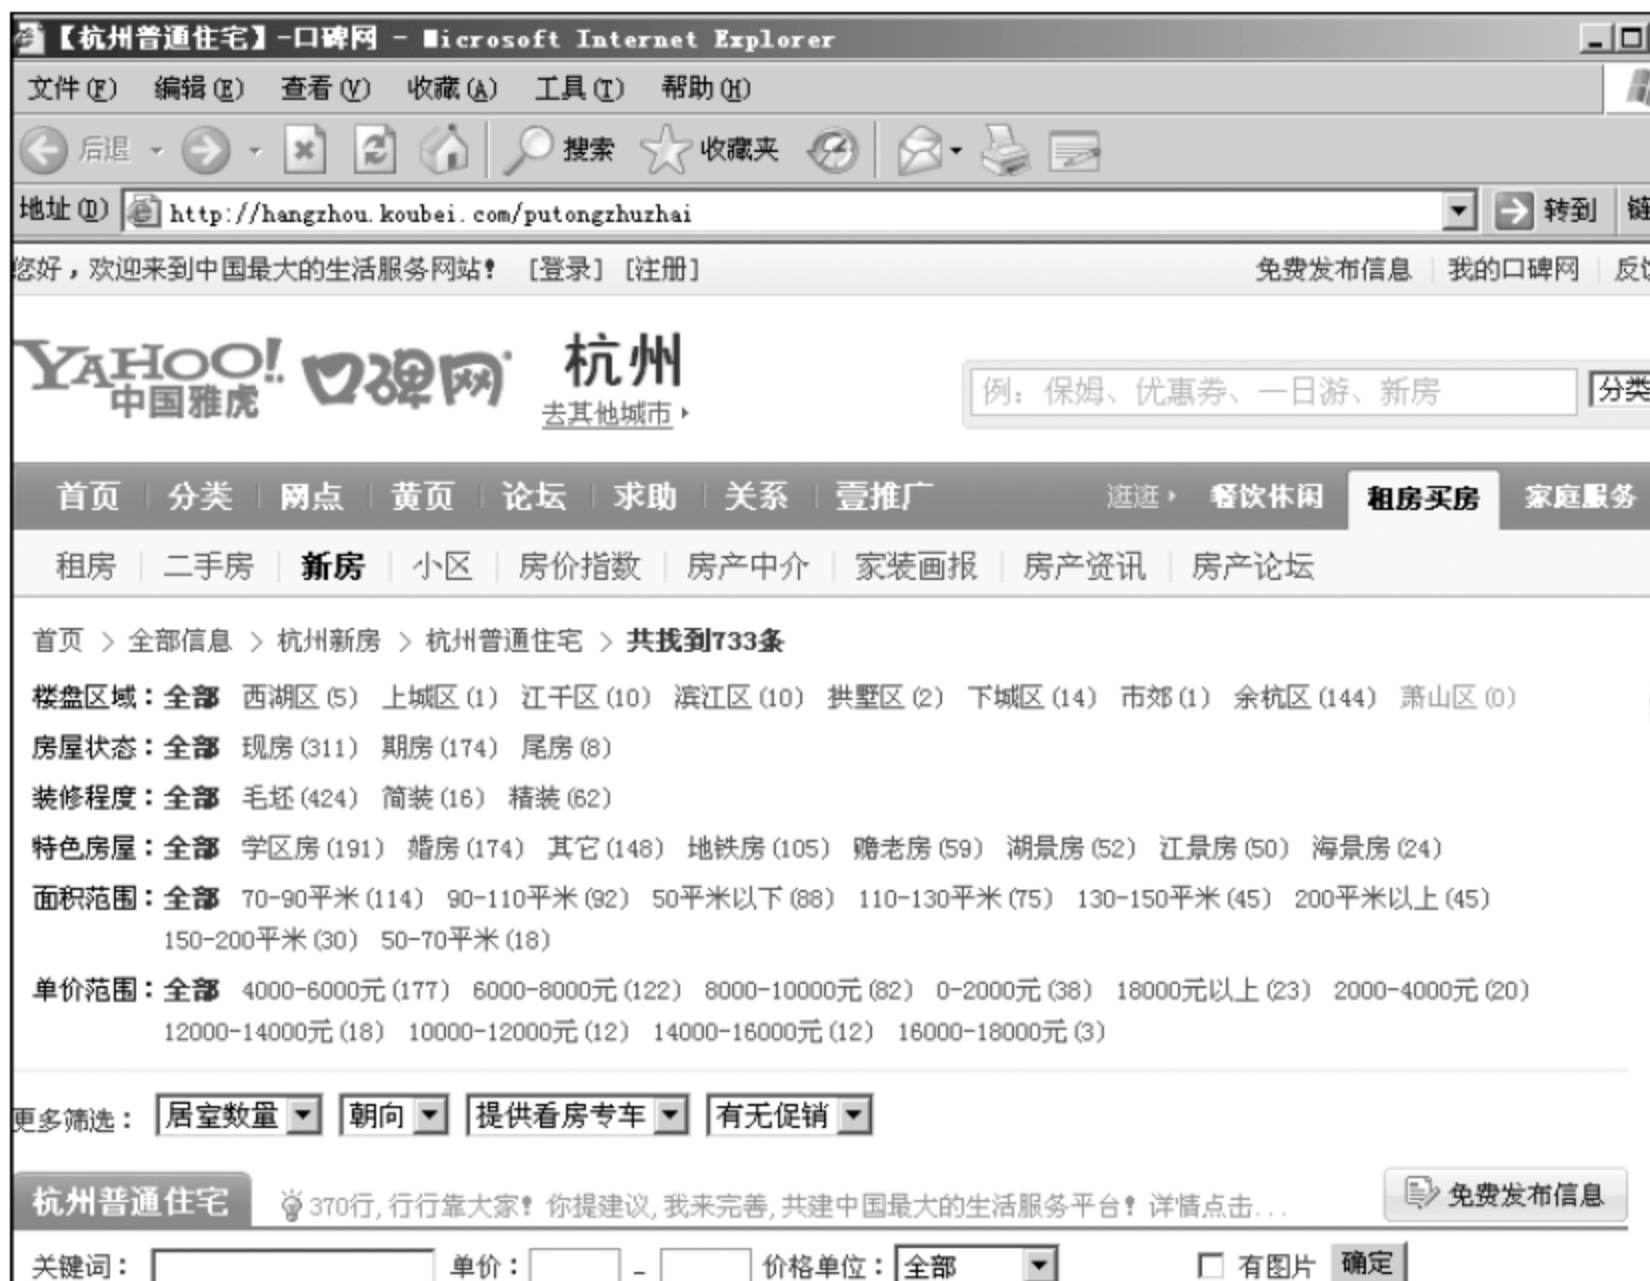 【杭州普通住宅】-口碑网 - Microsoft Internet Explorer
文件(F) 编辑(E) 查看(V) 收藏(A) 工具(T) 帮助(H)
后退 搜索 收藏夹
地址(D) http://hangzhou.koubei.com/putongzhuzhai 转到
您好，欢迎来到中国最大的生活服务网站！ [登录] [注册] 免费发布信息 我的口碑网
YAHOO! 口碑网 杭州
中国雅虎
去其他城市
例：保姆、优惠券、一日游、新房 分类
首页 分类 网点 黄页 论坛 求助 关系 壹推广 逛逛 餐饮休闲 租房买房 家庭服务
租房 二手房 新房 小区 房价指数 房产中介 家装画报 房产资讯 房产论坛
首页 > 全部信息 > 杭州新房 > 杭州普通住宅 > 共找到733条
楼盘区域：全部 西湖区(5) 上城区(1) 江干区(10) 滨江区(10) 拱墅区(2) 下城区(14) 市郊(1) 余杭区(144) 萧山区(0)
房屋状态：全部 现房(311) 期房(174) 尾房(8)
装修程度：全部 毛坯(424) 简装(16) 精装(62)
特色房屋：全部 学区房(191) 婚房(174) 其它(148) 地铁房(105) 赡老房(59) 湖景房(52) 江景房(50) 海景房(24)
面积范围：全部 70-90平米(114) 90-110平米(92) 50平米以下(88) 110-130平米(75) 130-150平米(45) 200平米以上(45)
150-200平米(30) 50-70平米(18)
单价范围：全部 4000-6000元(177) 6000-8000元(122) 8000-10000元(82) 0-2000元(38) 18000元以上(23) 2000-4000元(20)
12000-14000元(18) 10000-12000元(12) 14000-16000元(12) 16000-18000元(3)
更多筛选： 居室数量 朝向 提供看房专车 有无促销
杭州普通住宅 370行,行行靠大家！你提建议,我来完善,共建中国最大的生活服务平台！详情点击... 免费发布信息
关键词： 单价： - 价格单位：全部 有图片 确定